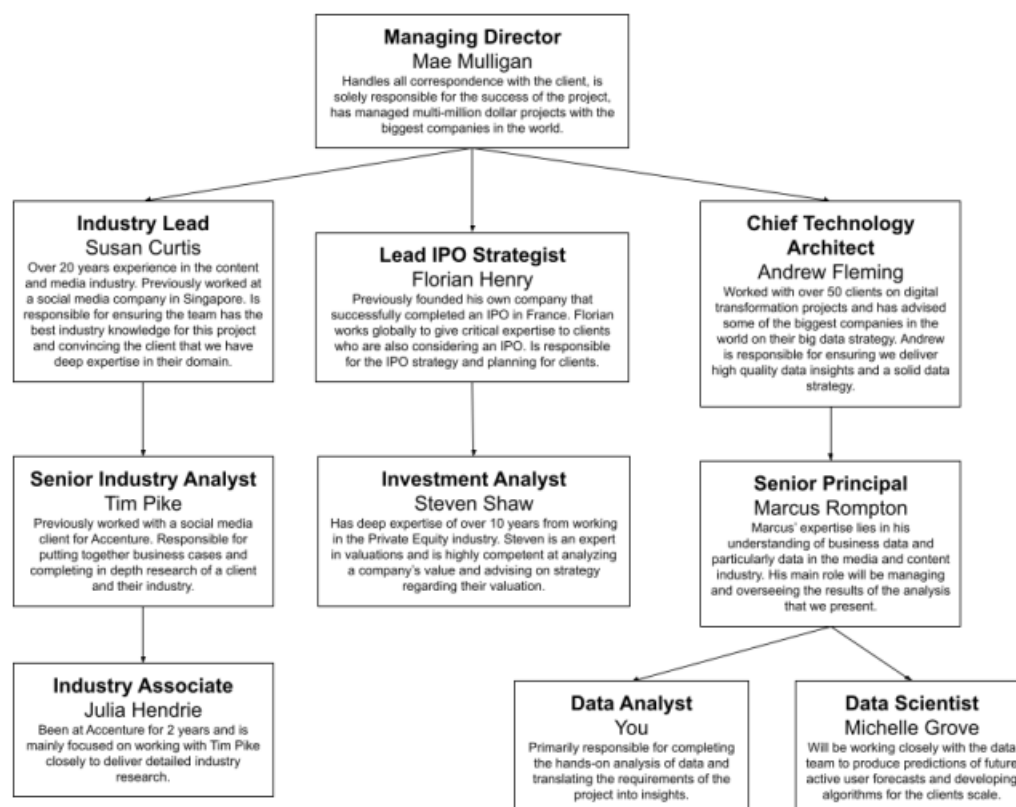 Managing Director
Mae Mulligan
Handles all correspondence with the client, is
solely responsible for the success of the project,
has managed multi-million dollar projects with the
biggest companies in the world.
Industry Lead
Susan Curtis
Over 20 years experience in the content
and media industry. Previously worked at
a social media company in Singapore. Is
responsible for ensuring the team has the
best industry knowledge for this project
and convincing the client that we have
deep expertise in their domain.
Lead IPO Strategist
Florian Henry
Previously founded his own company that
successfully completed an IPO in France. Florian
works globally to give critical expertise to clients
who are also considering an IPO. Is responsible
for the IPO strategy and planning for clients.
Chief Technology
Architect
Andrew Fleming
Worked with over 50 clients on digital
transformation projects and has advised
some of the biggest companies in the
world on their big data strategy. Andrew
is responsible for ensuring we deliver
high quality data insights and a solid data
strategy.
Senior Industry Analyst
Tim Pike
Previously worked with a social media
client for Accenture. Responsible for
putting together business cases and
completing in depth research of a client
and their industry.
Investment Analyst
Steven Shaw
Has deep expertise of over 10 years from working
in the Private Equity industry. Steven is an expert
in valuations and is highly competent at analyzing
a company's value and advising on strategy
regarding their valuation.
Senior Principal
Marcus Rompton
Marcus' expertise lies in his
understanding of business data and
particularly data in the media and content
industry. His main role will be managing
and overseeing the results of the analysis
that we present.
Industry Associate
Julia Hendrie
Been at Accenture for 2 years and is
mainly focused on working with Tim Pike
closely to deliver detailed industry
research.
Data Analyst
You
Primarily responsible for completing
the hands-on analysis of data and
translating the requirements of the
project into insights.
Data Scientist
Michelle Grove
Will be working closely with the data
team to produce predictions of future
active user forecasts and developing
algorithms for the clients scale.